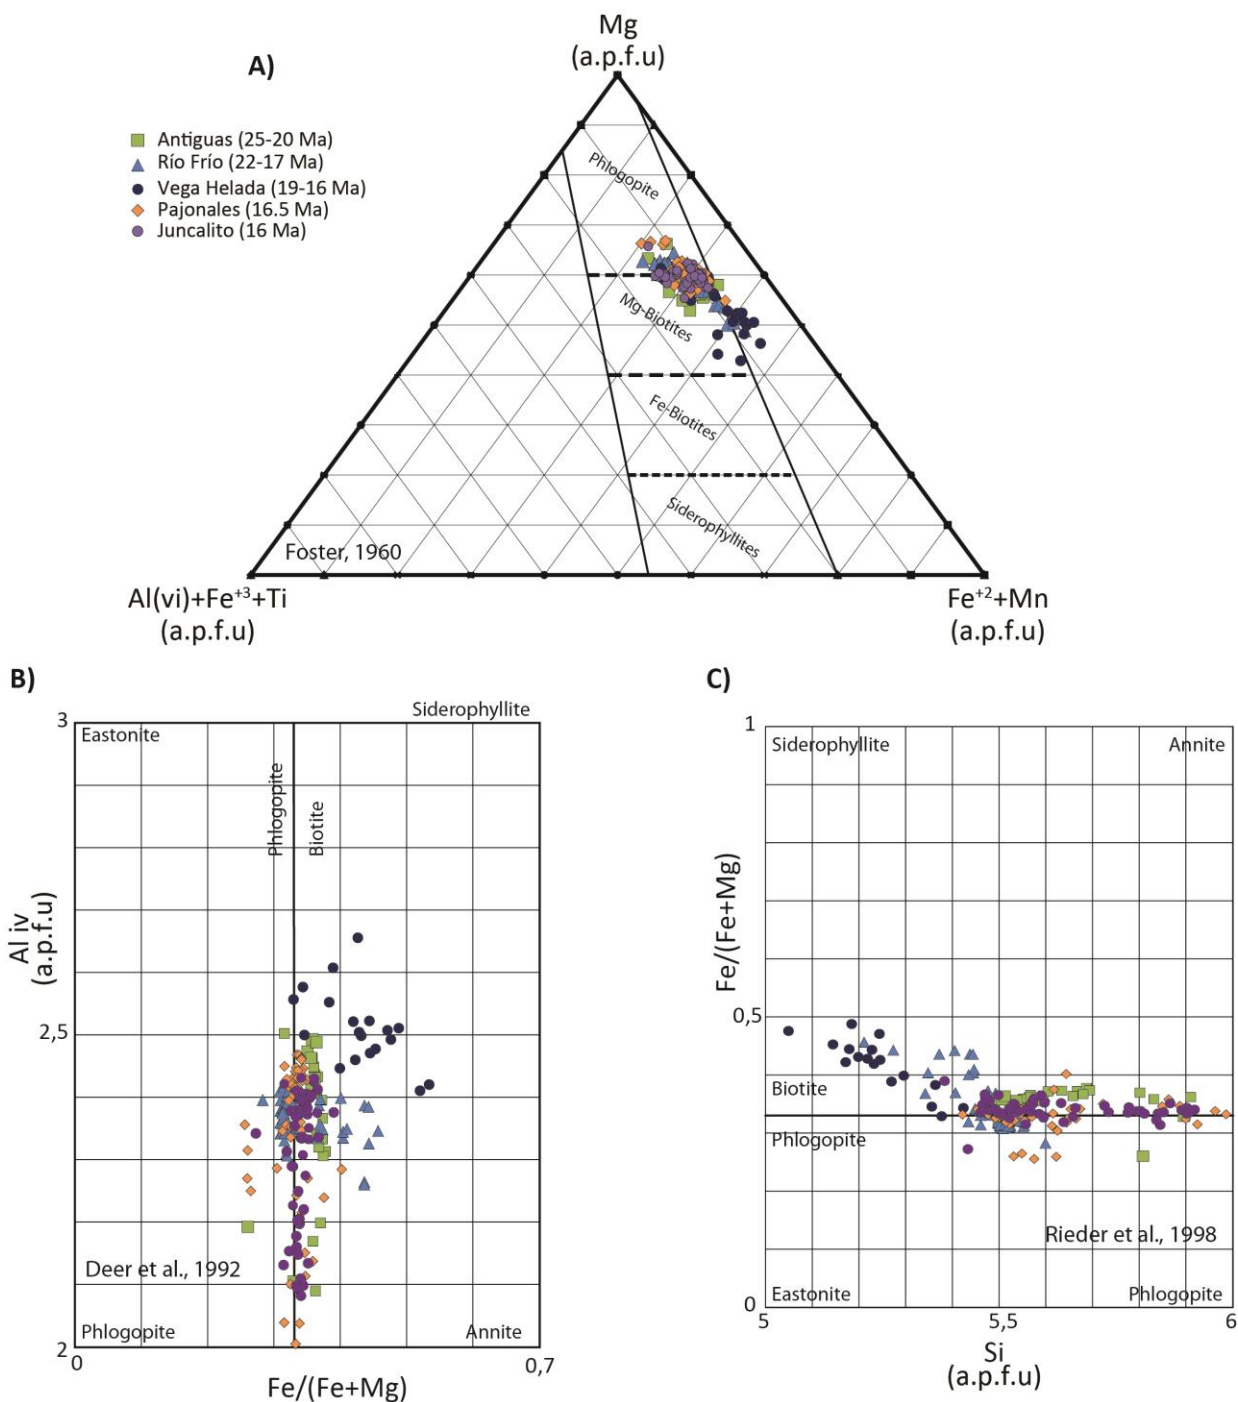 Mg
(a.p.f.u)
A)
Antiguas (25-20 Ma)
Río Frío (22-17 Ma)
Vega Helada (19-16 Ma)
Pajonales (16.5 Ma)
Juncalito (16 Ma)
Phlogopite
Mg-Biotites
Fe-Biotites
Siderophyllites
Foster, 1960
Al(vi)+Fe⁺³+Ti
(a.p.f.u)
Fe⁺²+Mn
(a.p.f.u)
B)
Siderophyllite
3
Eastonite
Phlogopite
Biotite
Al iv
(a.p.f.u)
2,5
Deer et al., 1992
Phlogopite
Annite
2
0
0,7
Fe/(Fe+Mg)
C)
1
Siderophyllite
Annite
Fe/(Fe+Mg)
0,5
Biotite
Phlogopite
Rieder et al., 1998
Eastonite
Phlogopite
0
5
5,5
6
Si
(a.p.f.u)